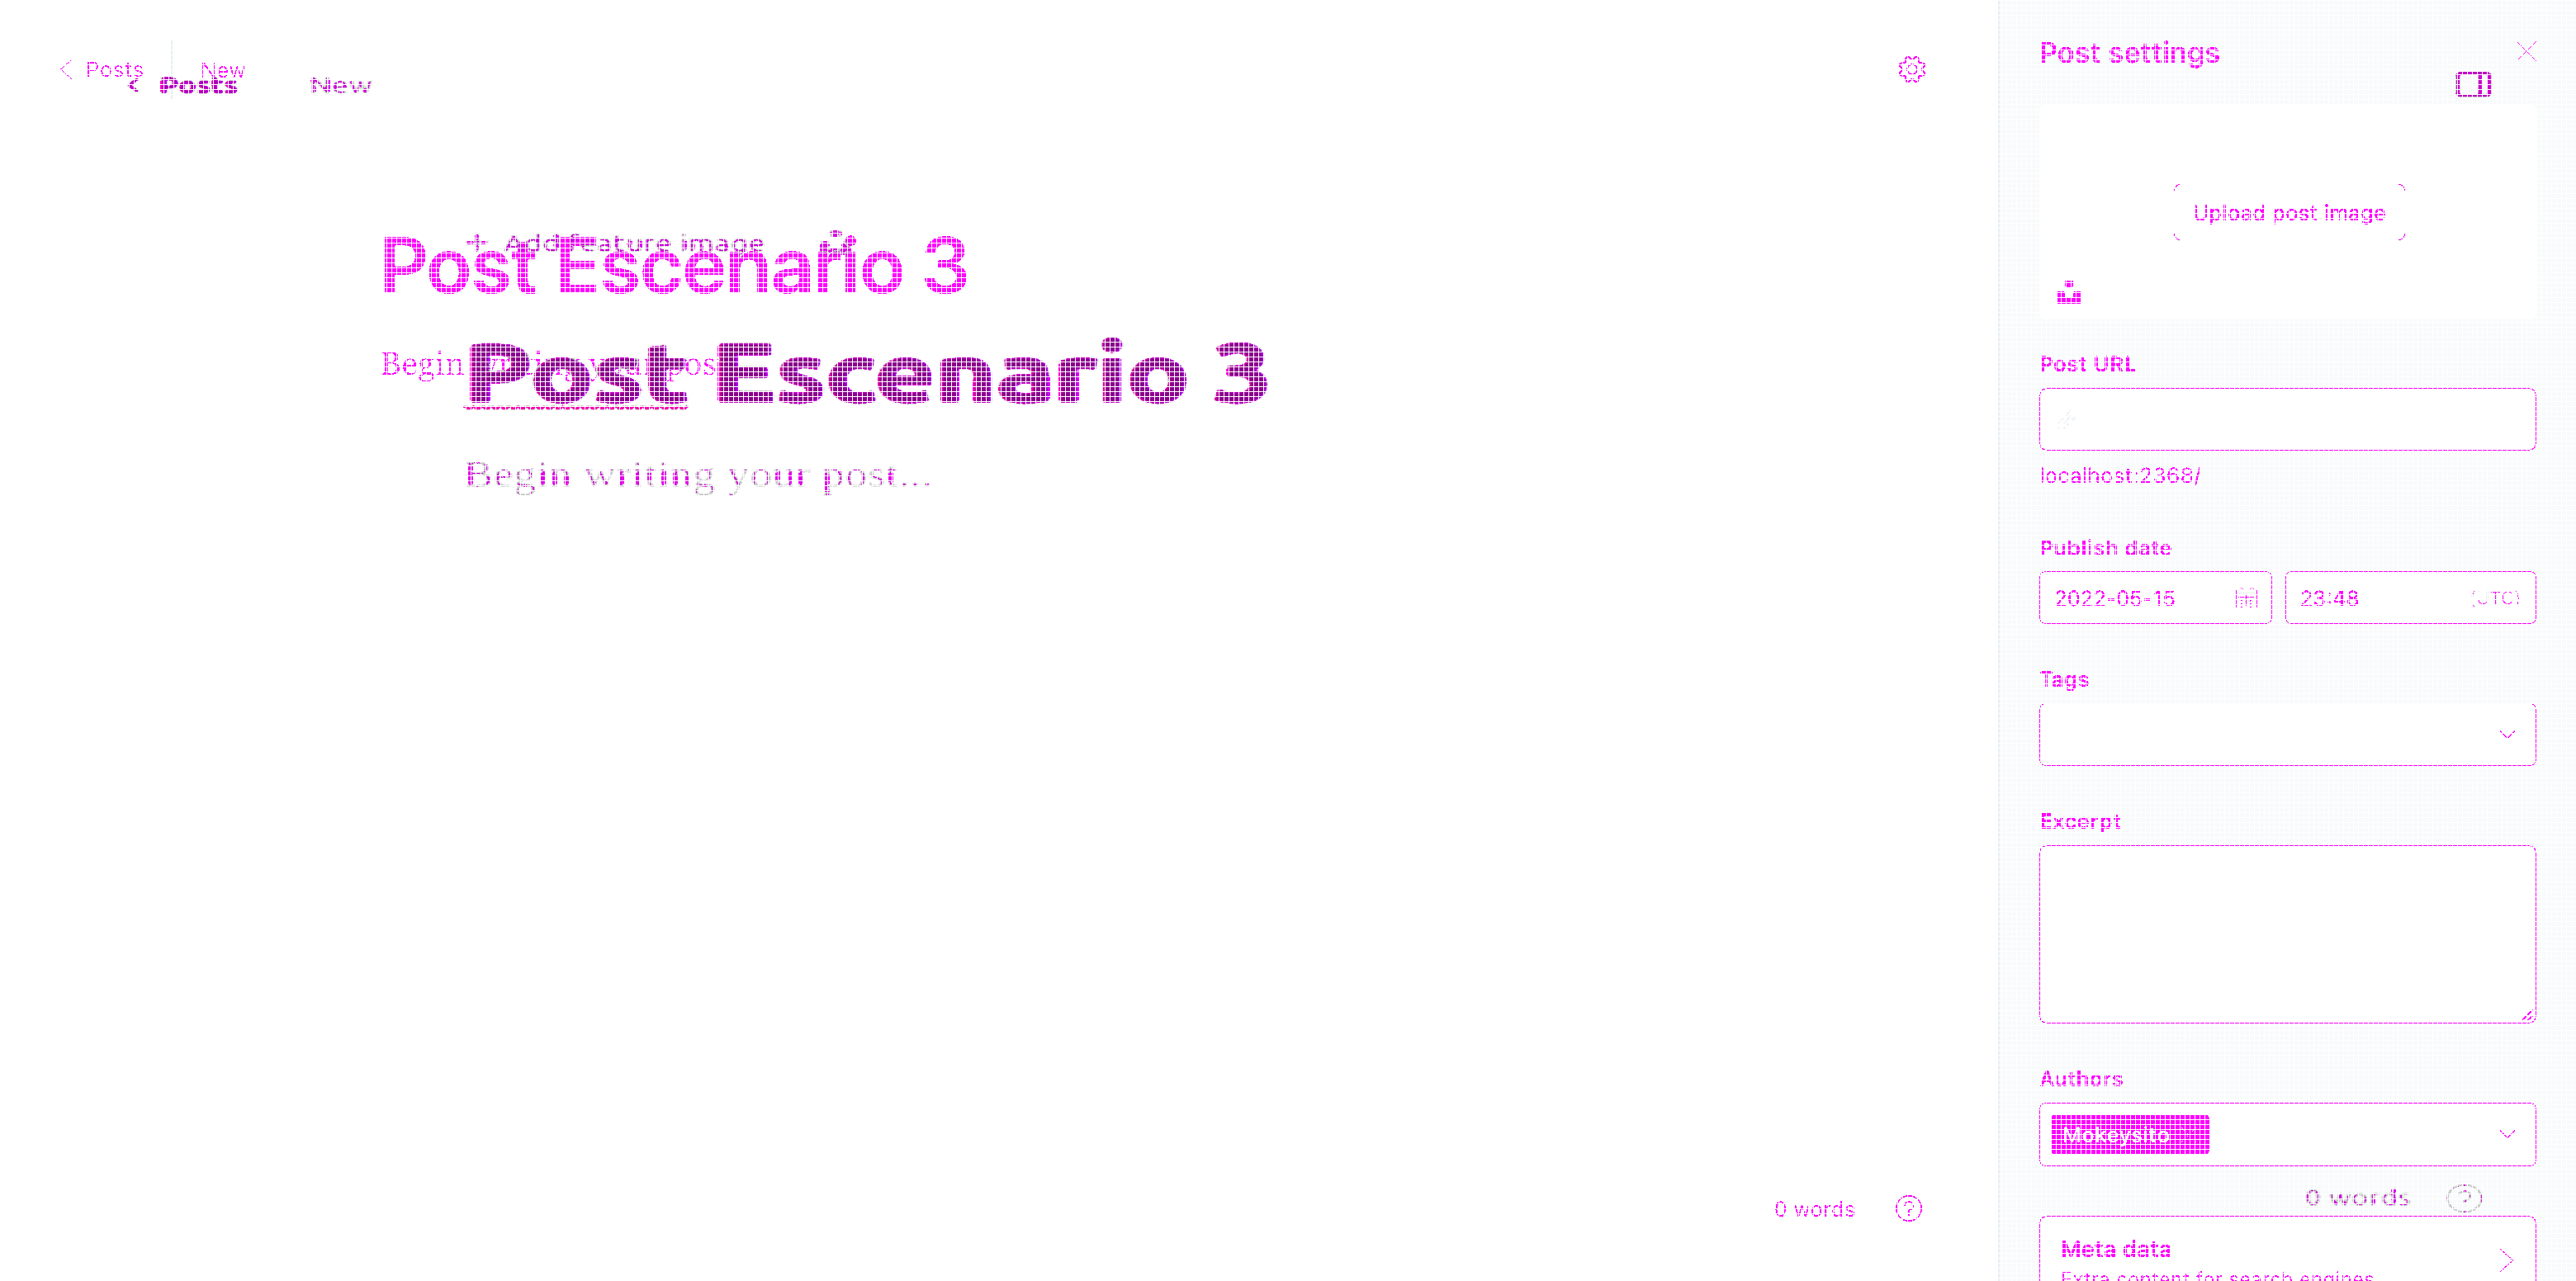 Posts New
Posts New
+ Add feature image
Post Escenario 3
Begin writing your pos
Post Escenario 3
Begin writing your post...
0 words ?
Post settings
Upload post image
Post URL
localhost:2368/
Publish date
2022-05-15 23:48 (UTC)
Tags
Excerpt
Authors
Mokeysito
0 words ?
Meta data
Extra content for search engines